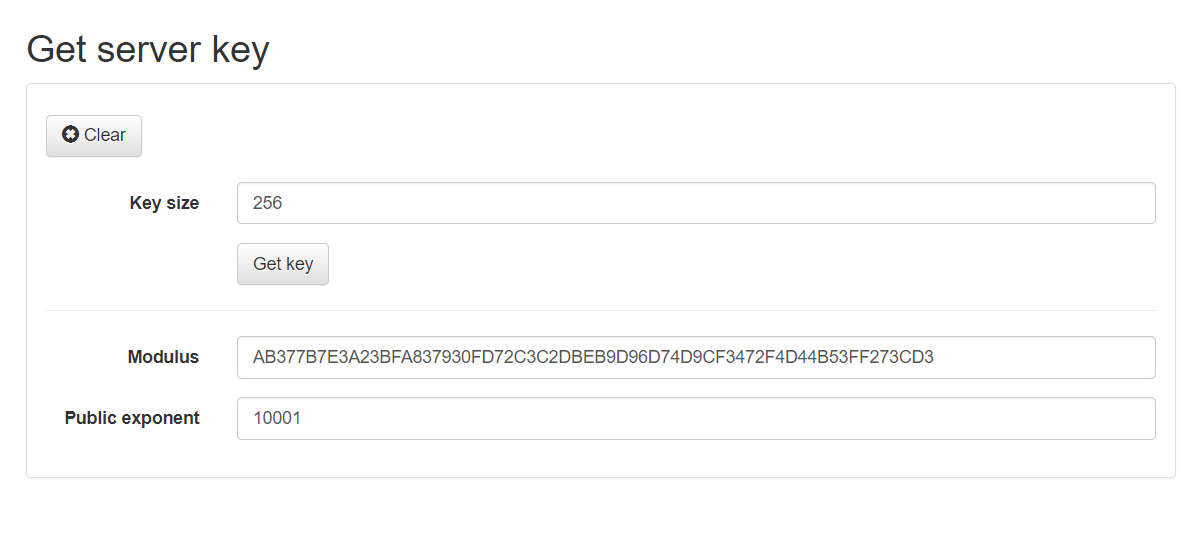 Get server key
Clear
Key size
256
Get key
Modulus
AB377B7E3A23BFA837930FD72C3C2DBEB9D96D74D9CF3472F4D44B53FF273CD3
Public exponent
10001